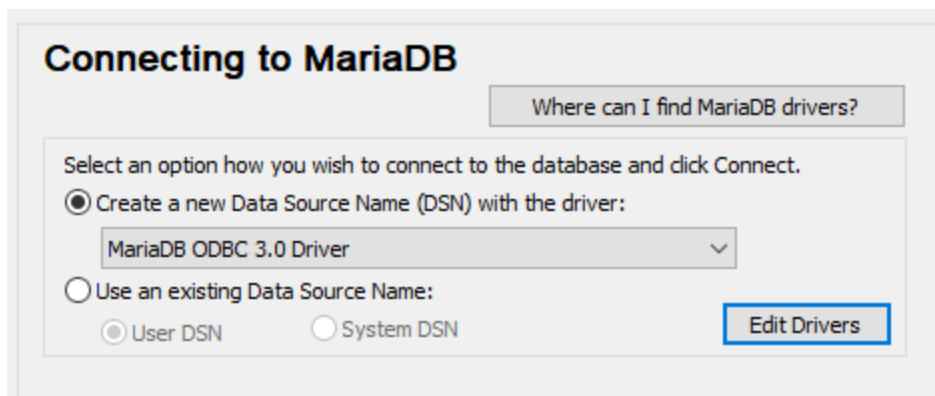 Connecting to MariaDB
Where can I find MariaDB drivers?
Select an option how you wish to connect to the database and click Connect.
Create a new Data Source Name (DSN) with the driver:
MariaDB ODBC 3.0 Driver
Use an existing Data Source Name:
User DSN System DSN
Edit Drivers